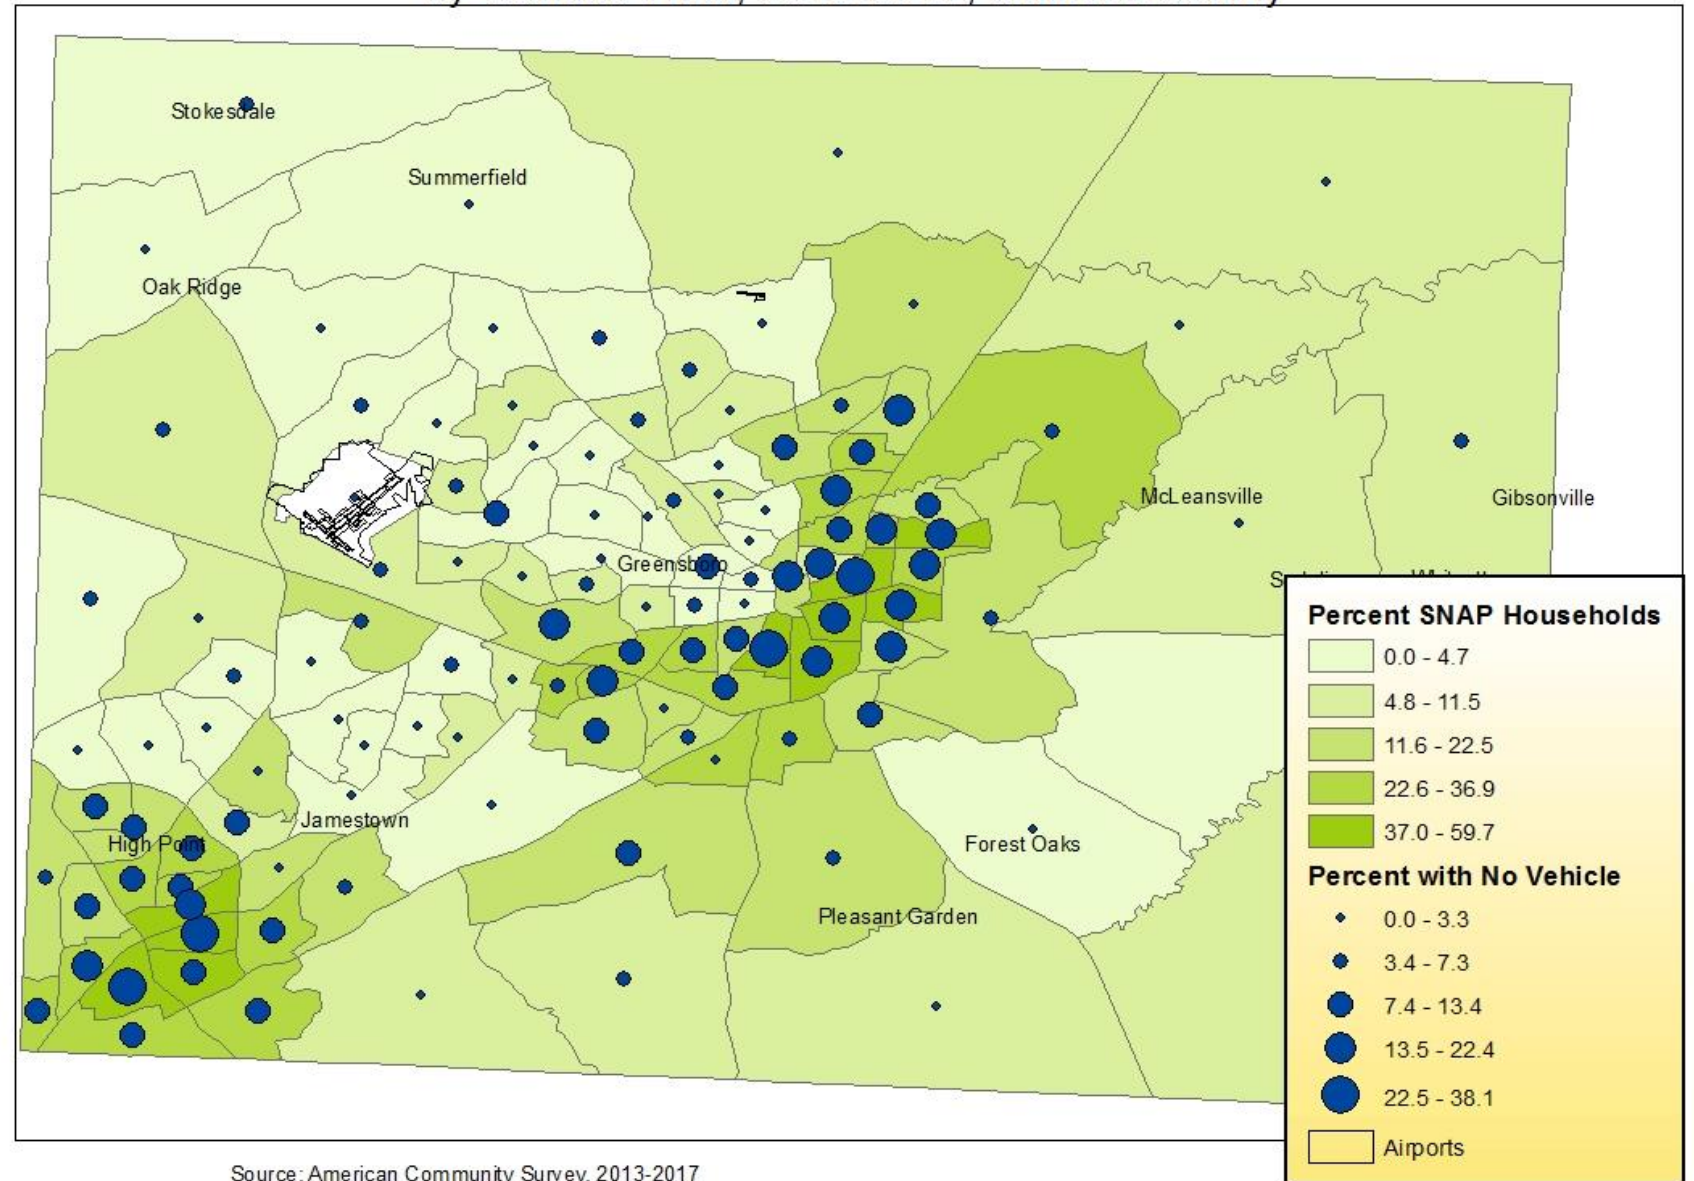 Stokesdale
Summerfield
Oak Ridge
McLeansville
Gibsonville
Greensboro
Percent SNAP Households
0.0 - 4.7
4.8 - 11.5
11.6 - 22.5
22.6 - 36.9
37.0 - 59.7
Jamestown
High Point
Forest Oaks
Pleasant Garden
Percent with No Vehicle
0.0 - 3.3
3.4 - 7.3
7.4 - 13.4
13.5 - 22.4
22.5 - 38.1
Airports
Source: American Community Survey, 2013-2017